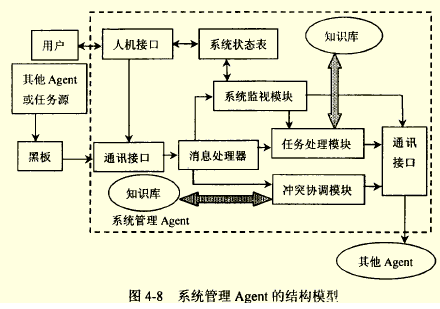 用户
人机接口
系统状态表
知识库
其他 Agent
或任务源
系统监视模块
黑板
通讯接口
消息处理器
任务处理模块
通讯
接口
知识库
冲突协调模块
系统管理 Agent
其他 Agent
图 4-8 系统管理 Agent 的结构模型